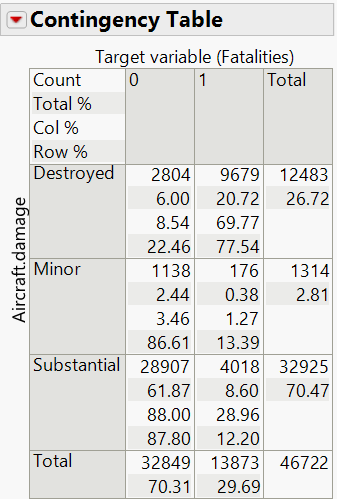 Contingency Table
Target variable (Fatalities)
Count 0 1 Total
Total %
Col %
Row %
Aircraft.damage
Destroyed 2804 9679 12483
6.00 20.72 26.72
8.54 69.77
22.46 77.54
Minor 1138 176 1314
2.44 0.38 2.81
3.46 1.27
86.61 13.39
Substantial 28907 4018 32925
61.87 8.60 70.47
88.00 28.96
87.80 12.20
Total 32849 13873 46722
70.31 29.69